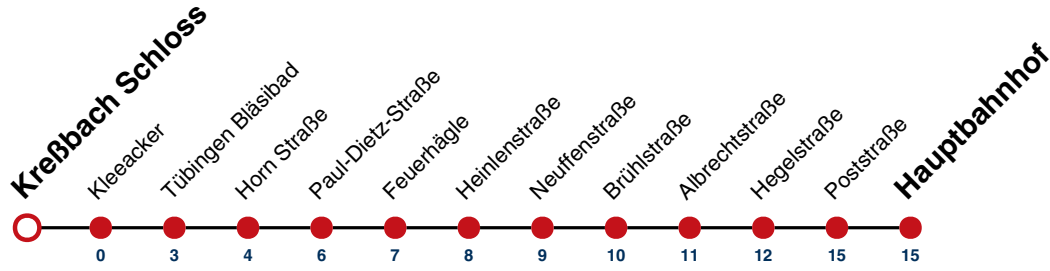 Kreßbach Schloss
Kleeacker
Tübingen Bläsibad
Horn Straße
Paul-Dietz-Straße
Feuerhägle
Heinlenstraße
Neuffenstraße
Brühlstraße
Albrechtstraße
Hegelstraße
Poststraße
Hauptbahnhof
0 3 4 6 7 8 9 10 11 12 15 15